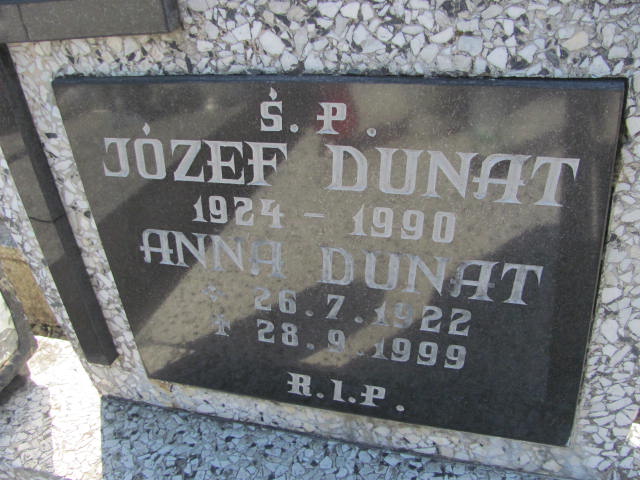 Ś. P.
JÓZEF DUNAT
1924 – 1990
ANNA DUNAT
* 26.7.1922
† 28.9.1999
R.I.P.